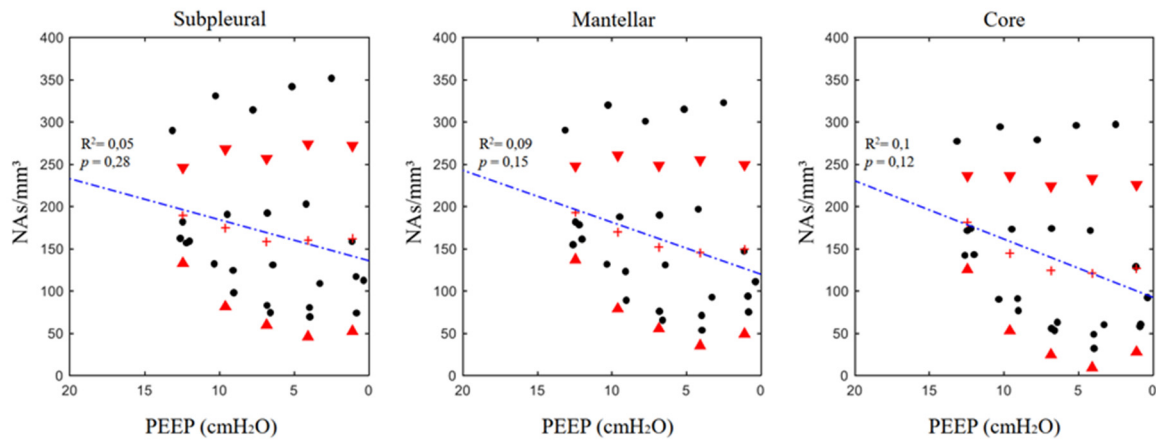 Subpleural
Mantellar
Core
400
350
300
250
200
150
100
50
0
NAs/mm³
R²= 0,05
p = 0,28
20
15
10
5
0
PEEP (cmH₂O)
400
350
300
250
200
150
100
50
0
NAs/mm³
R²= 0,09
p = 0,15
20
15
10
5
0
PEEP (cmH₂O)
400
350
300
250
200
150
100
50
0
NAs/mm³
R²= 0,1
p = 0,12
20
15
10
5
0
PEEP (cmH₂O)